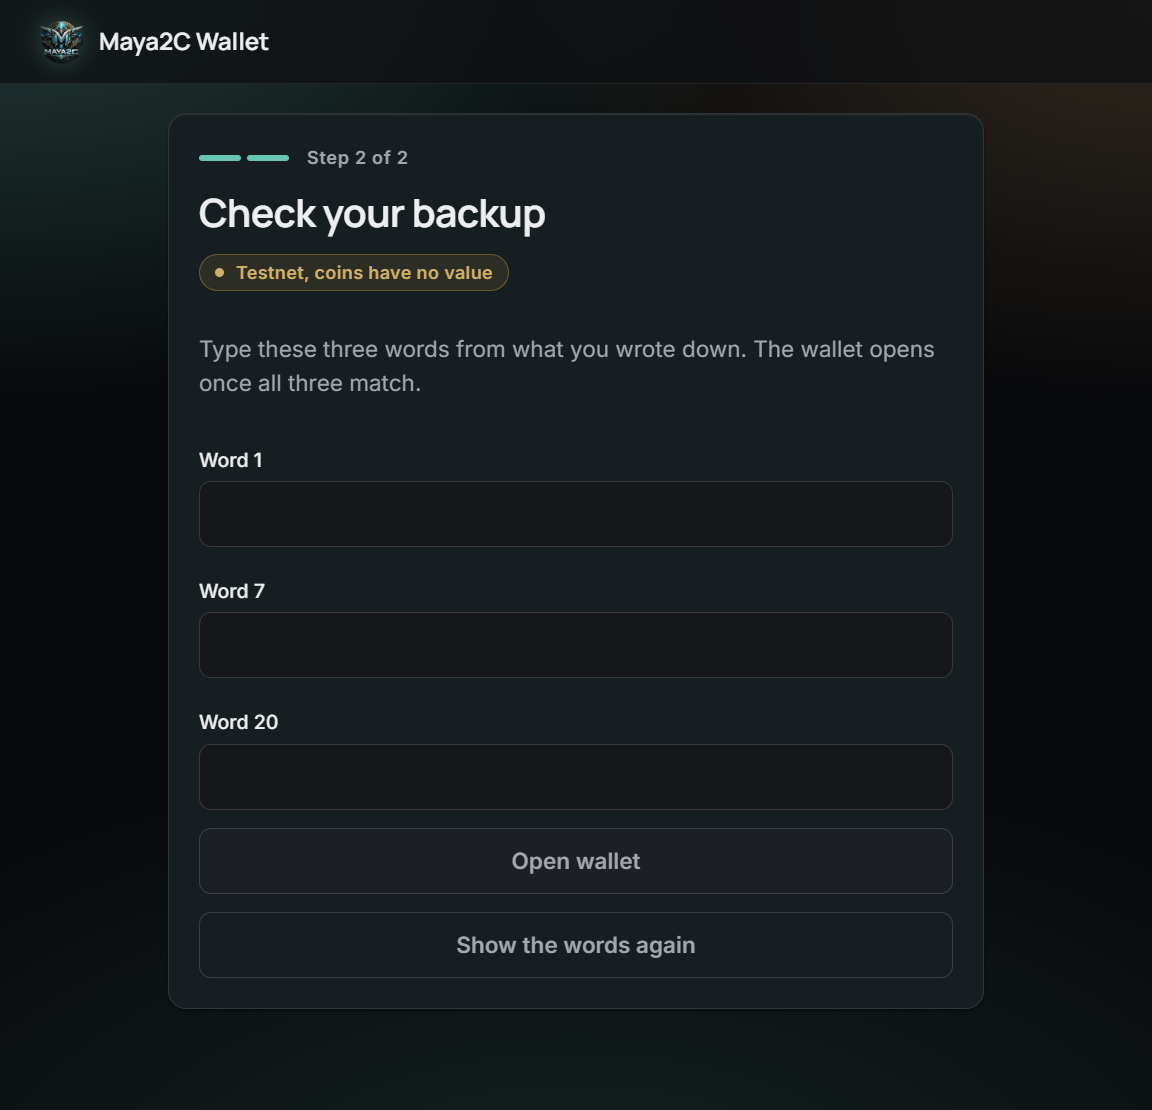 MAYA2C
Maya2C Wallet
Step 2 of 2
Check your backup
Testnet, coins have no value
Type these three words from what you wrote down. The wallet opens
once all three match.
Word 1
Word 7
Word 20
Open wallet
Show the words again